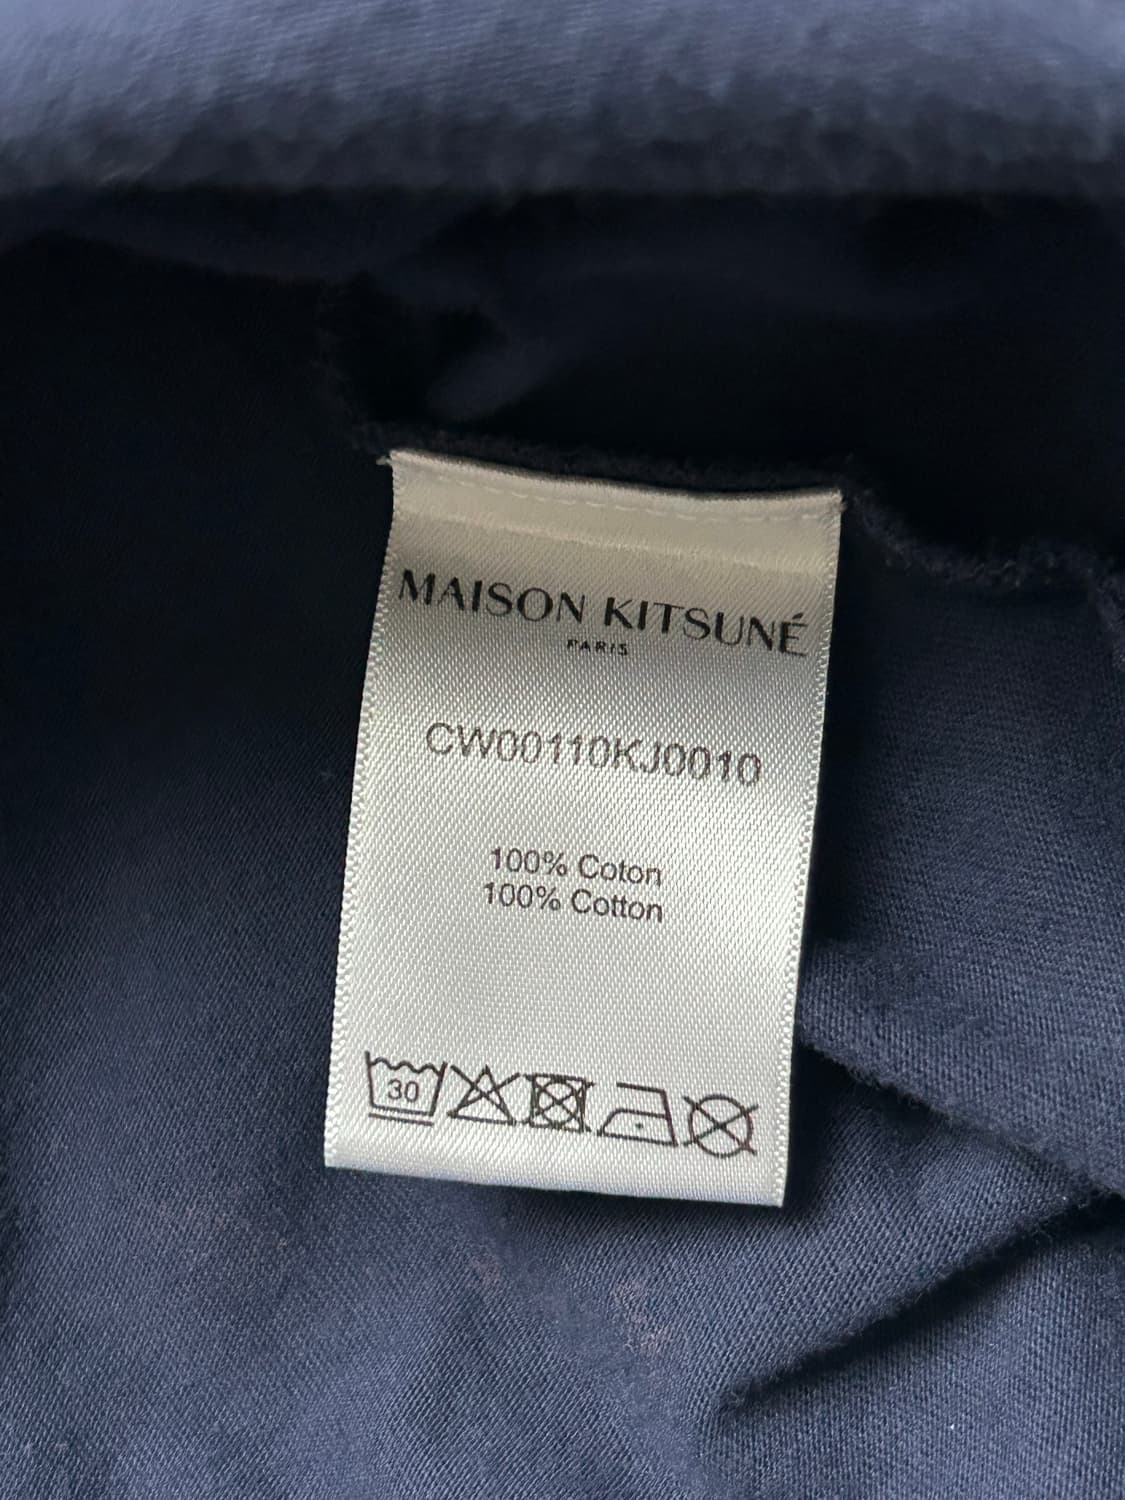 MAISON KITSUNÉ
PARIS
CW00110KJ0010
100% Coton
100% Cotton
30